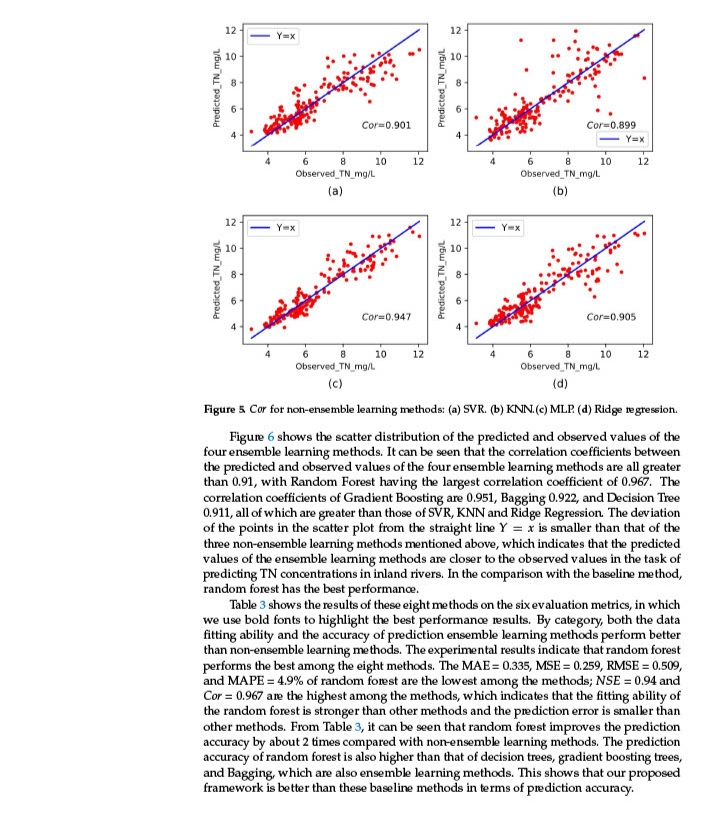 12
10
8
6
4
Predicted_TN_mg/L
Y=x
Cor=0.901
4 6 8 10 12
Observed_TN_mg/L
(a)
12
10
8
6
4
Predicted_TN_mg/L
Cor=0.899
Y=x
4 6 8 10 12
Observed_TN_mg/L
(b)
12
10
8
6
4
Predicted_TN_mg/L
Y=x
Cor=0.947
4 6 8 10 12
Observed_TN_mg/L
(c)
12
10
8
6
4
Predicted_TN_mg/L
Y=x
Cor=0.905
4 6 8 10 12
Observed_TN_mg/L
(d)
Figure 5. Cor for non-ensemble learning methods: (a) SVR. (b) KNN.(c) MLP. (d) Ridge regression.
Figure 6 shows the scatter distribution of the predicted and observed values of the
four ensemble learning methods. It can be seen that the correlation coefficients between
the predicted and observed values of the four ensemble learning methods are all greater
than 0.91, with Random Forest having the largest correlation coefficient of 0.967. The
correlation coefficients of Gradient Boosting are 0.951, Bagging 0.922, and Decision Tree
0.911, all of which are greater than those of SVR, KNN and Ridge Regression. The deviation
of the points in the scatter plot from the straight line Y = x is smaller than that of the
three non-ensemble learning methods mentioned above, which indicates that the predicted
values of the ensemble learning methods are closer to the observed values in the task of
predicting TN concentrations in inland rivers. In the comparison with the baseline method,
random forest has the best performance.
Table 3 shows the results of these eight methods on the six evaluation metrics, in which
we use bold fonts to highlight the best performance results. By category, both the data
fitting ability and the accuracy of prediction ensemble learning methods perform better
than non-ensemble learning methods. The experimental results indicate that random forest
performs the best among the eight methods. The MAE = 0.335, MSE = 0.259, RMSE = 0.509,
and MAPE = 4.9% of random forest are the lowest among the methods; NSE = 0.94 and
Cor = 0.967 are the highest among the methods, which indicates that the fitting ability of
the random forest is stronger than other methods and the prediction error is smaller than
other methods. From Table 3, it can be seen that random forest improves the prediction
accuracy by about 2 times compared with non-ensemble learning methods. The prediction
accuracy of random forest is also higher than that of decision trees, gradient boosting trees,
and Bagging, which are also ensemble learning methods. This shows that our proposed
framework is better than these baseline methods in terms of prediction accuracy.